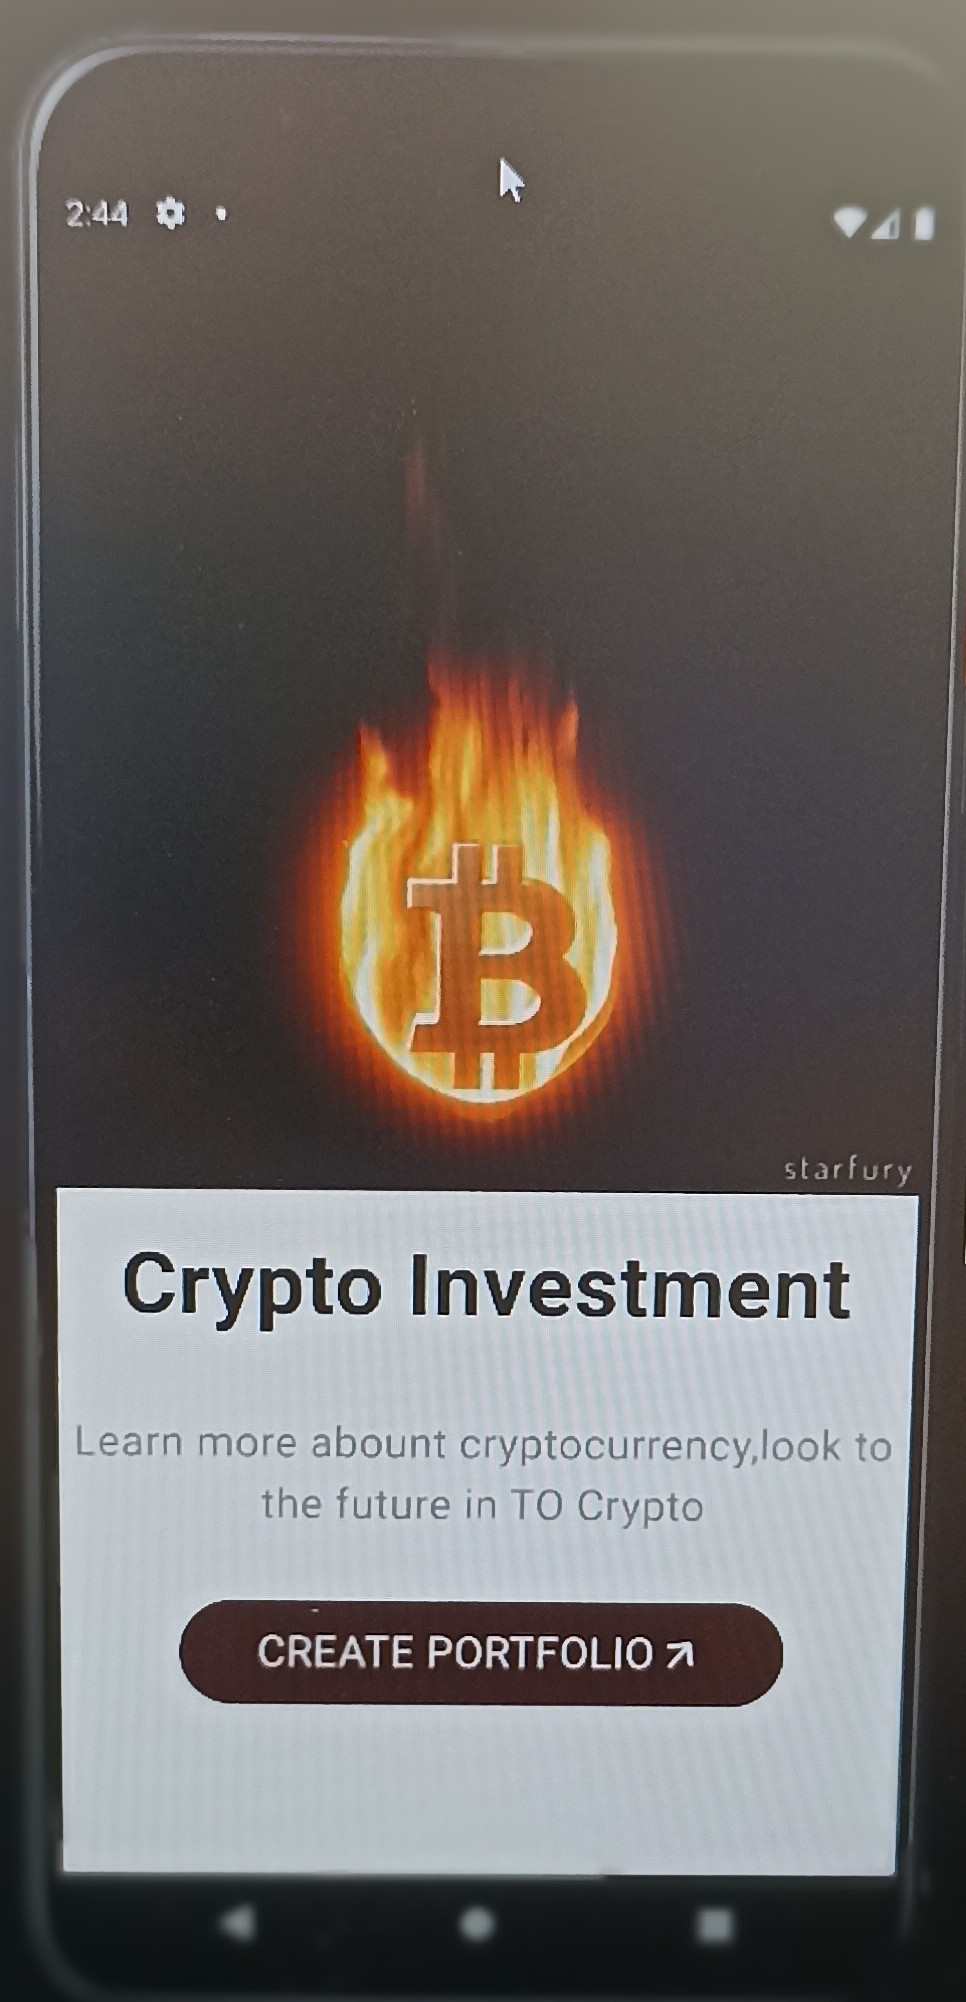 2:44
starfury
Crypto Investment
Learn more abount cryptocurrency,look to
the future in TO Crypto
CREATE PORTFOLIO